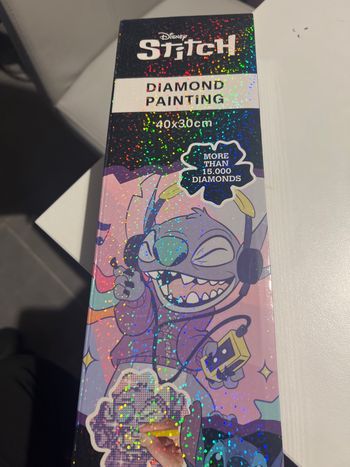 Disney
STiTCH
DiAMOND
PAiNTiNG
40x30cm
MORE
THAN
15.000
DIAMONDS